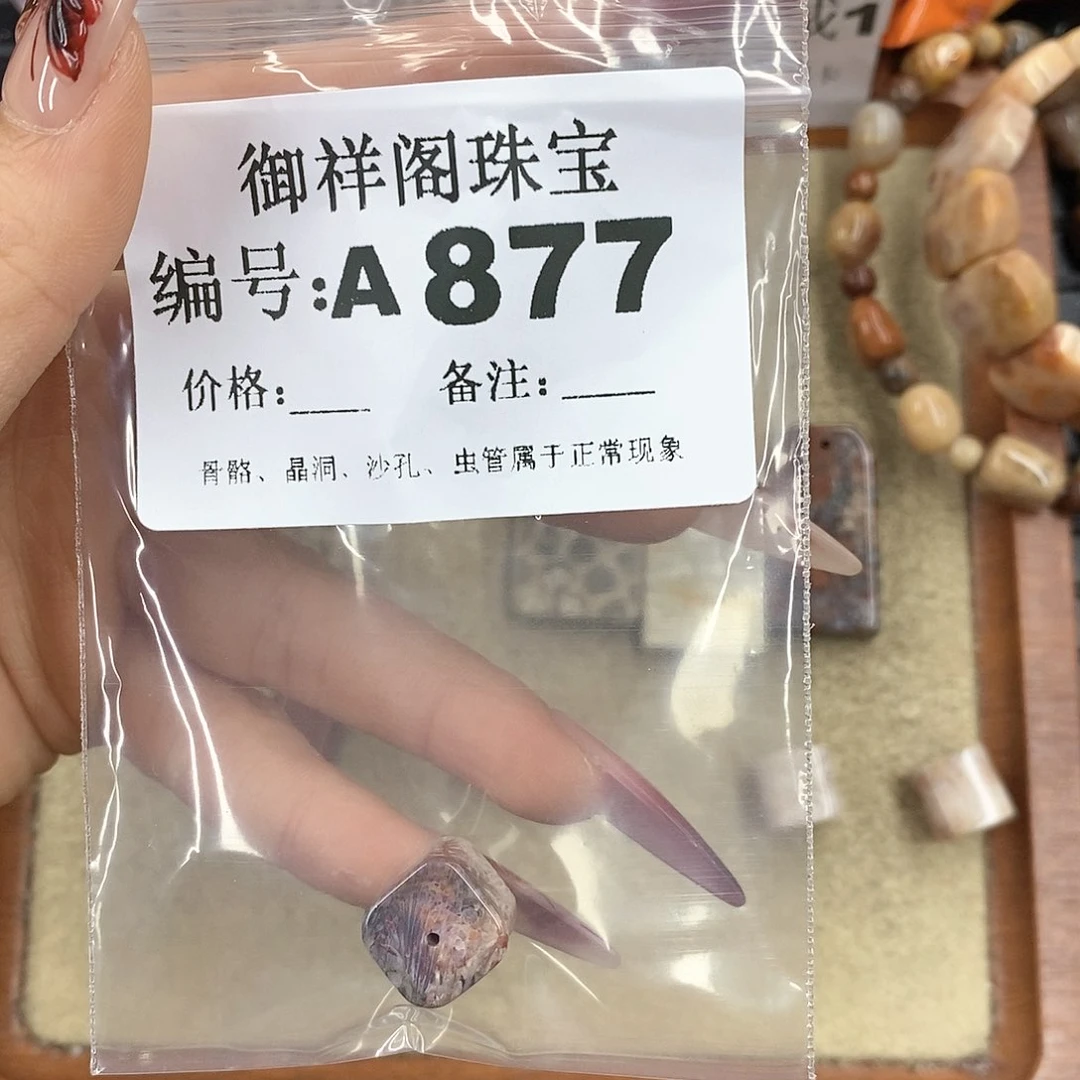 御祥阁珠宝
编号:A877
价格:____ 备注:____
骨骼、晶洞、沙孔、虫管属于正常现象